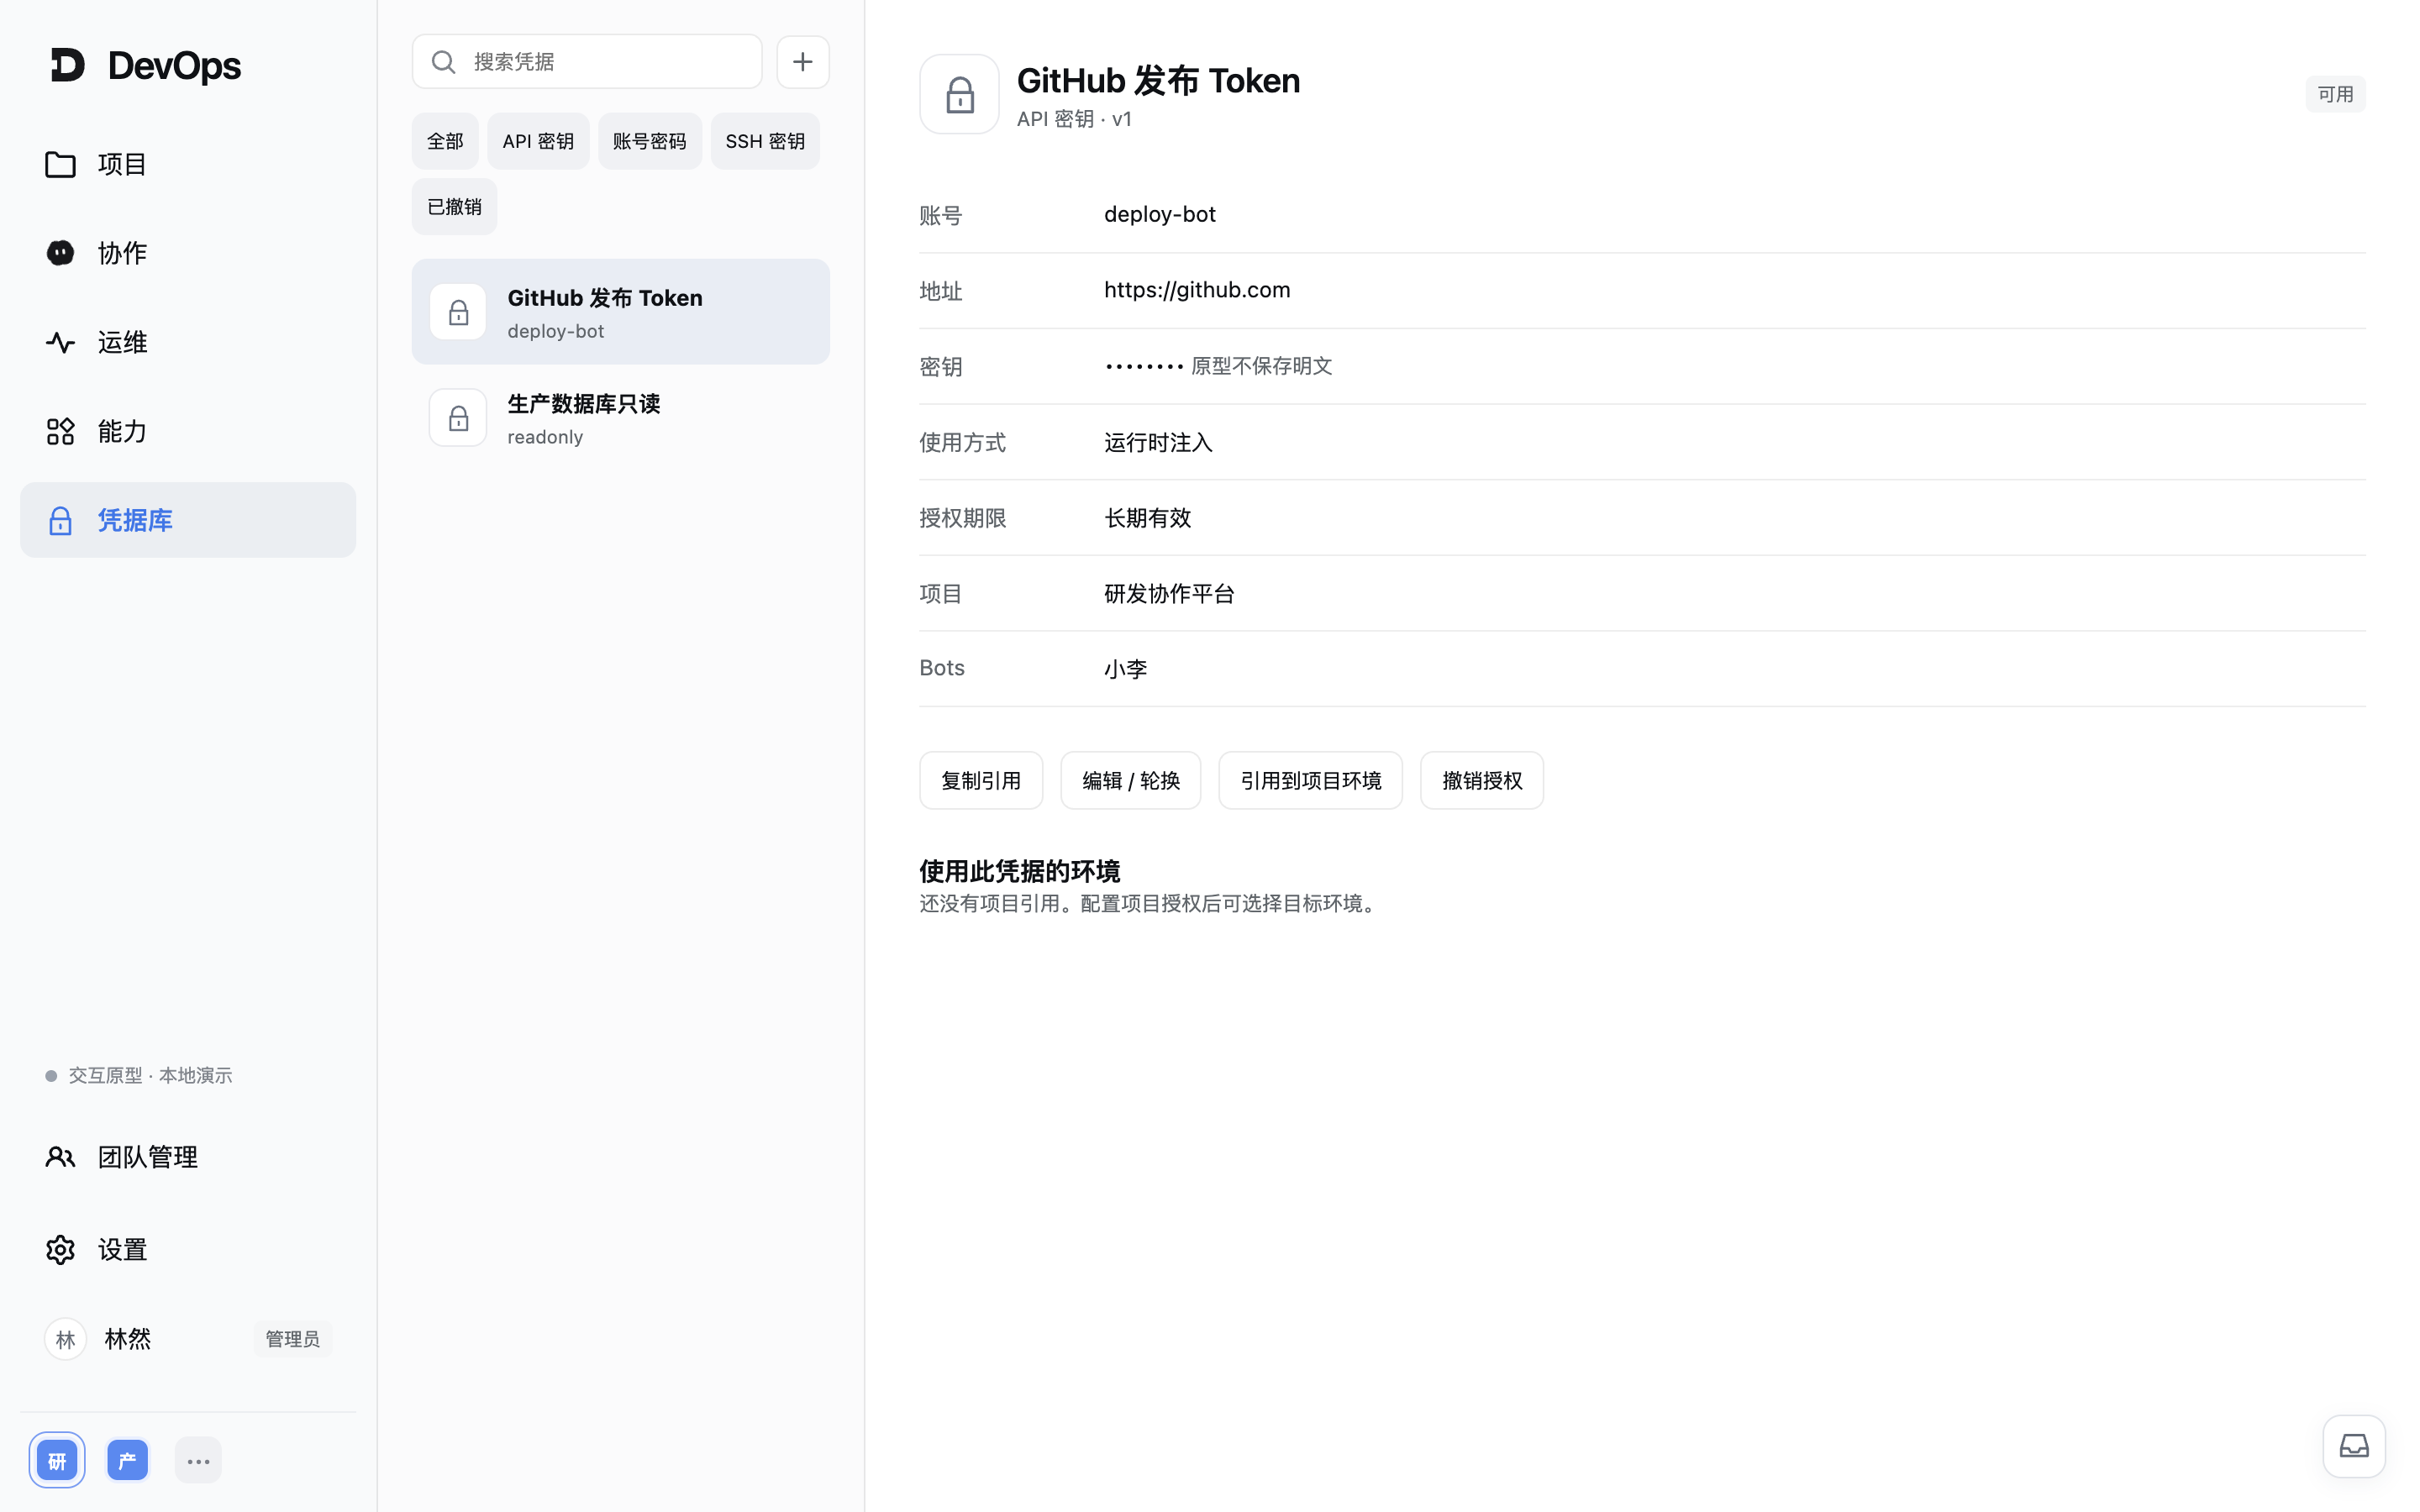 DevOps
项目
协作
运维
能力
凭据库
交互原型 · 本地演示
团队管理
设置
林 林然 管理员
研 产
搜索凭据
全部 API 密钥 账号密码 SSH 密钥
已撤销
GitHub 发布 Token
deploy-bot
生产数据库只读
readonly
GitHub 发布 Token
API 密钥 · v1
可用
账号 deploy-bot
地址 https://github.com
密钥 •••••••• 原型不保存明文
使用方式 运行时注入
授权期限 长期有效
项目 研发协作平台
Bots 小李
复制引用 编辑 / 轮换 引用到项目环境 撤销授权
使用此凭据的环境
还没有项目引用。配置项目授权后可选择目标环境。